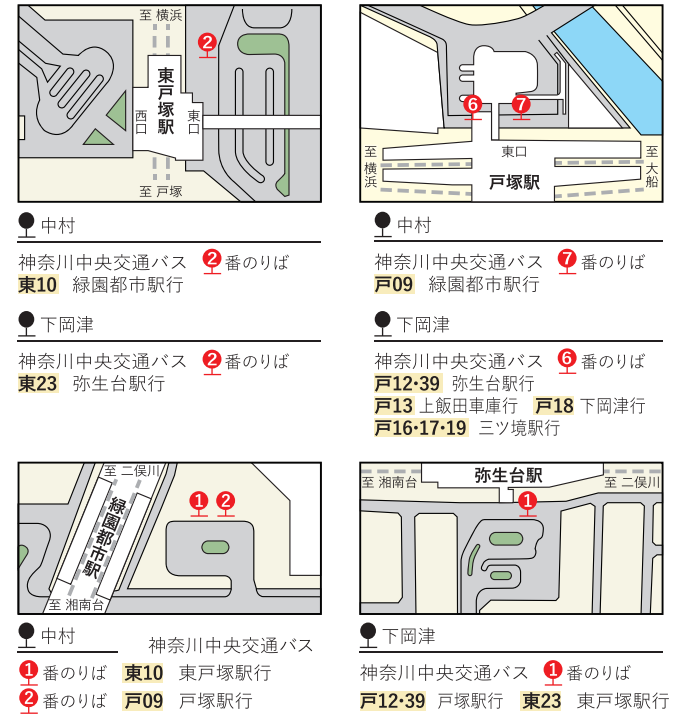 至 横浜
2
東戸塚駅
西口
東口
至 戸塚
中村
神奈川中央交通バス 2 番のりば
東10 緑園都市駅行
下岡津
神奈川中央交通バス 2 番のりば
東23 弥生台駅行
6 7
東口
至 横浜
至 大船
戸塚駅
中村
神奈川中央交通バス 7 番のりば
戸09 緑園都市駅行
下岡津
神奈川中央交通バス 6 番のりば
戸12・39 弥生台駅行
戸13 上飯田車庫行 戸18 下岡津行
戸16・17・19 三ツ境駅行
至 二俣川
1 2
緑園都市駅
至 湘南台
中村 神奈川中央交通バス
1 番のりば 東10 東戸塚駅行
2 番のりば 戸09 戸塚駅行
弥生台駅
至 湘南台
至 二俣川
1
下岡津
神奈川中央交通バス 1 番のりば
戸12・39 戸塚駅行 東23 東戸塚駅行